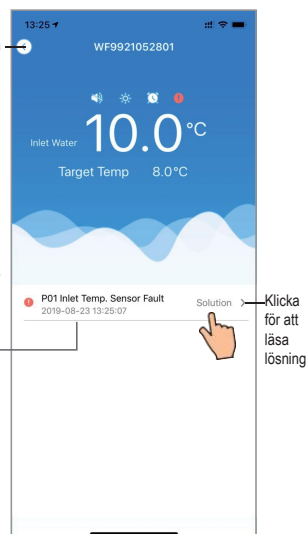 13:25
WF9921052801
Inlet Water 10.0°C
Target Temp 8.0°C
P01 Inlet Temp. Sensor Fault
2019-08-23 13:25:07
Solution
Klicka
för att
läsa
lösning